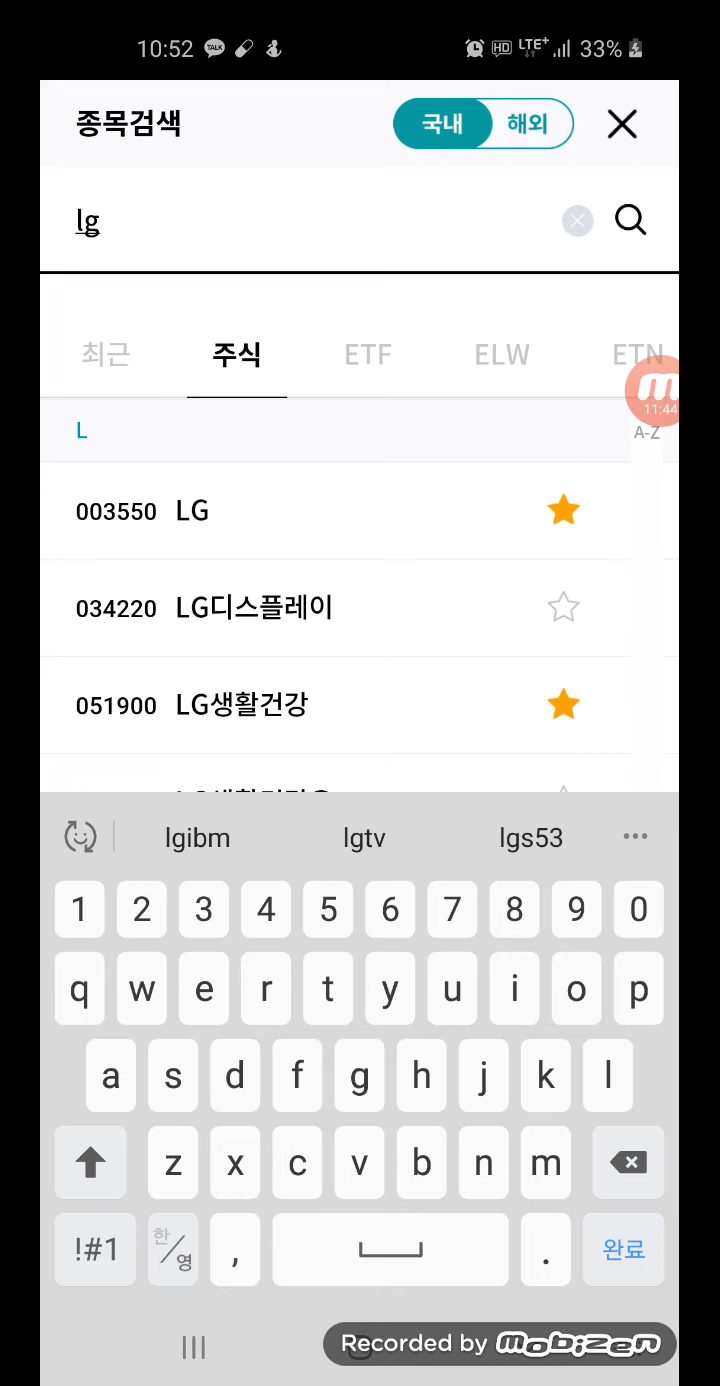 10:52 TALK HD LTE+ 33%
종목검색 국내 해외
lg
최근 주식 ETF ELW ETN
11:44
L A-Z
003550 LG
034220 LG디스플레이
051900 LG생활건강
lgibm lgtv lgs53
1 2 3 4 5 6 7 8 9 0
q w e r t y u i o p
a s d f g h j k l
z x c v b n m
!#1 한/영 , . 완료
Recorded by mobizen